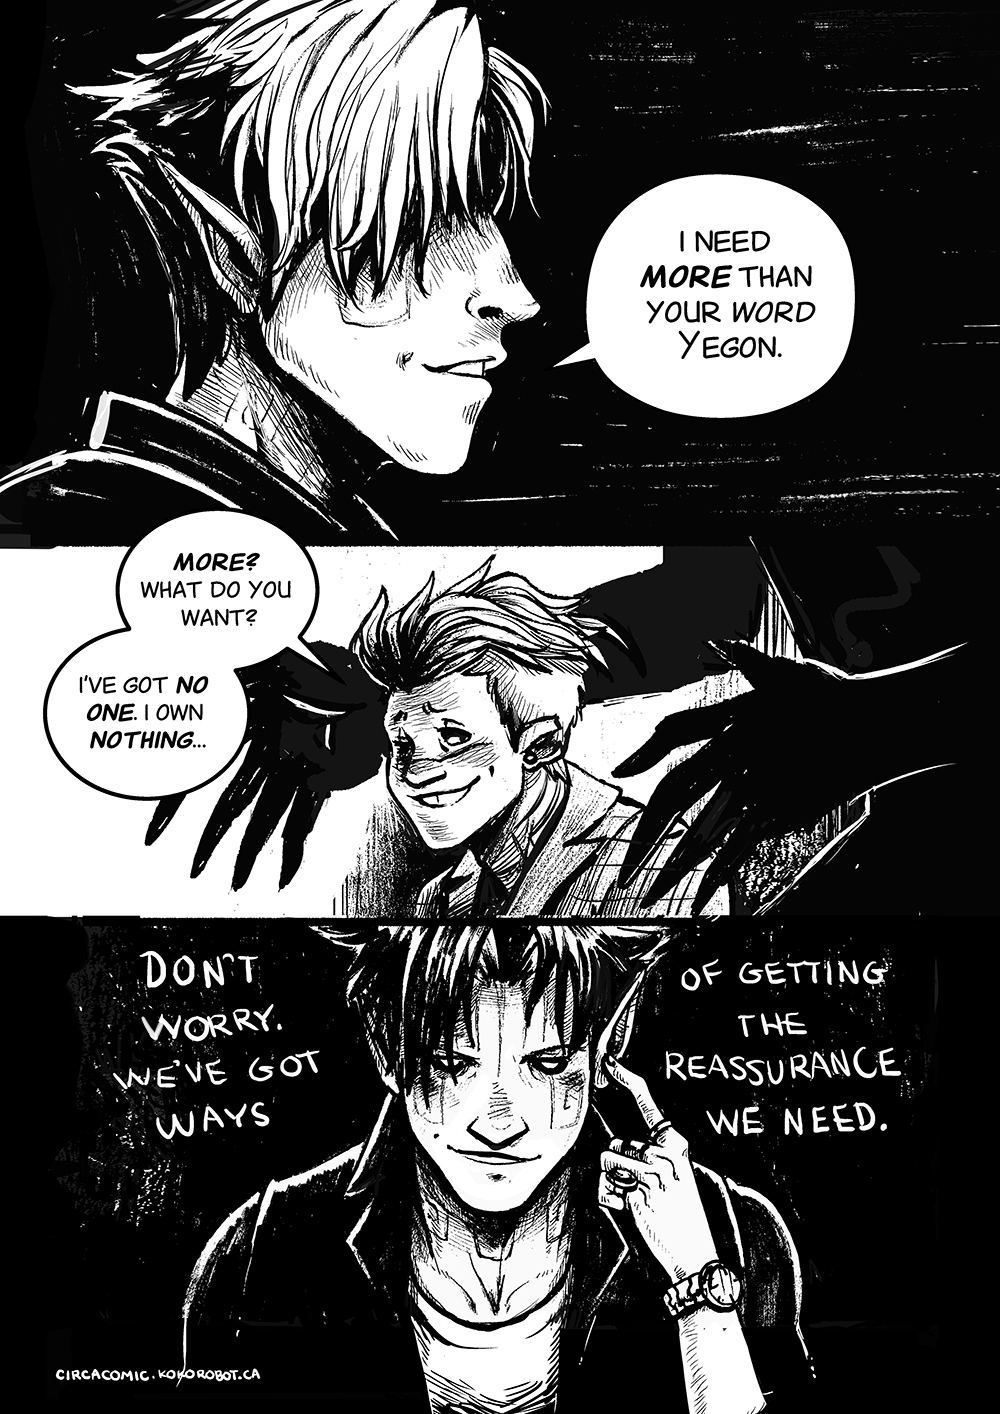 I NEED
MORE THAN
YOUR WORD
YEGON.
MORE?
WHAT DO YOU
WANT?
I'VE GOT NO
ONE. I OWN
NOTHING...
DON'T
WORRY.
WE'VE GOT
WAYS
OF GETTING
THE
REASSURANCE
WE NEED.
CIRCACOMIC.KOKOROBOT.CA